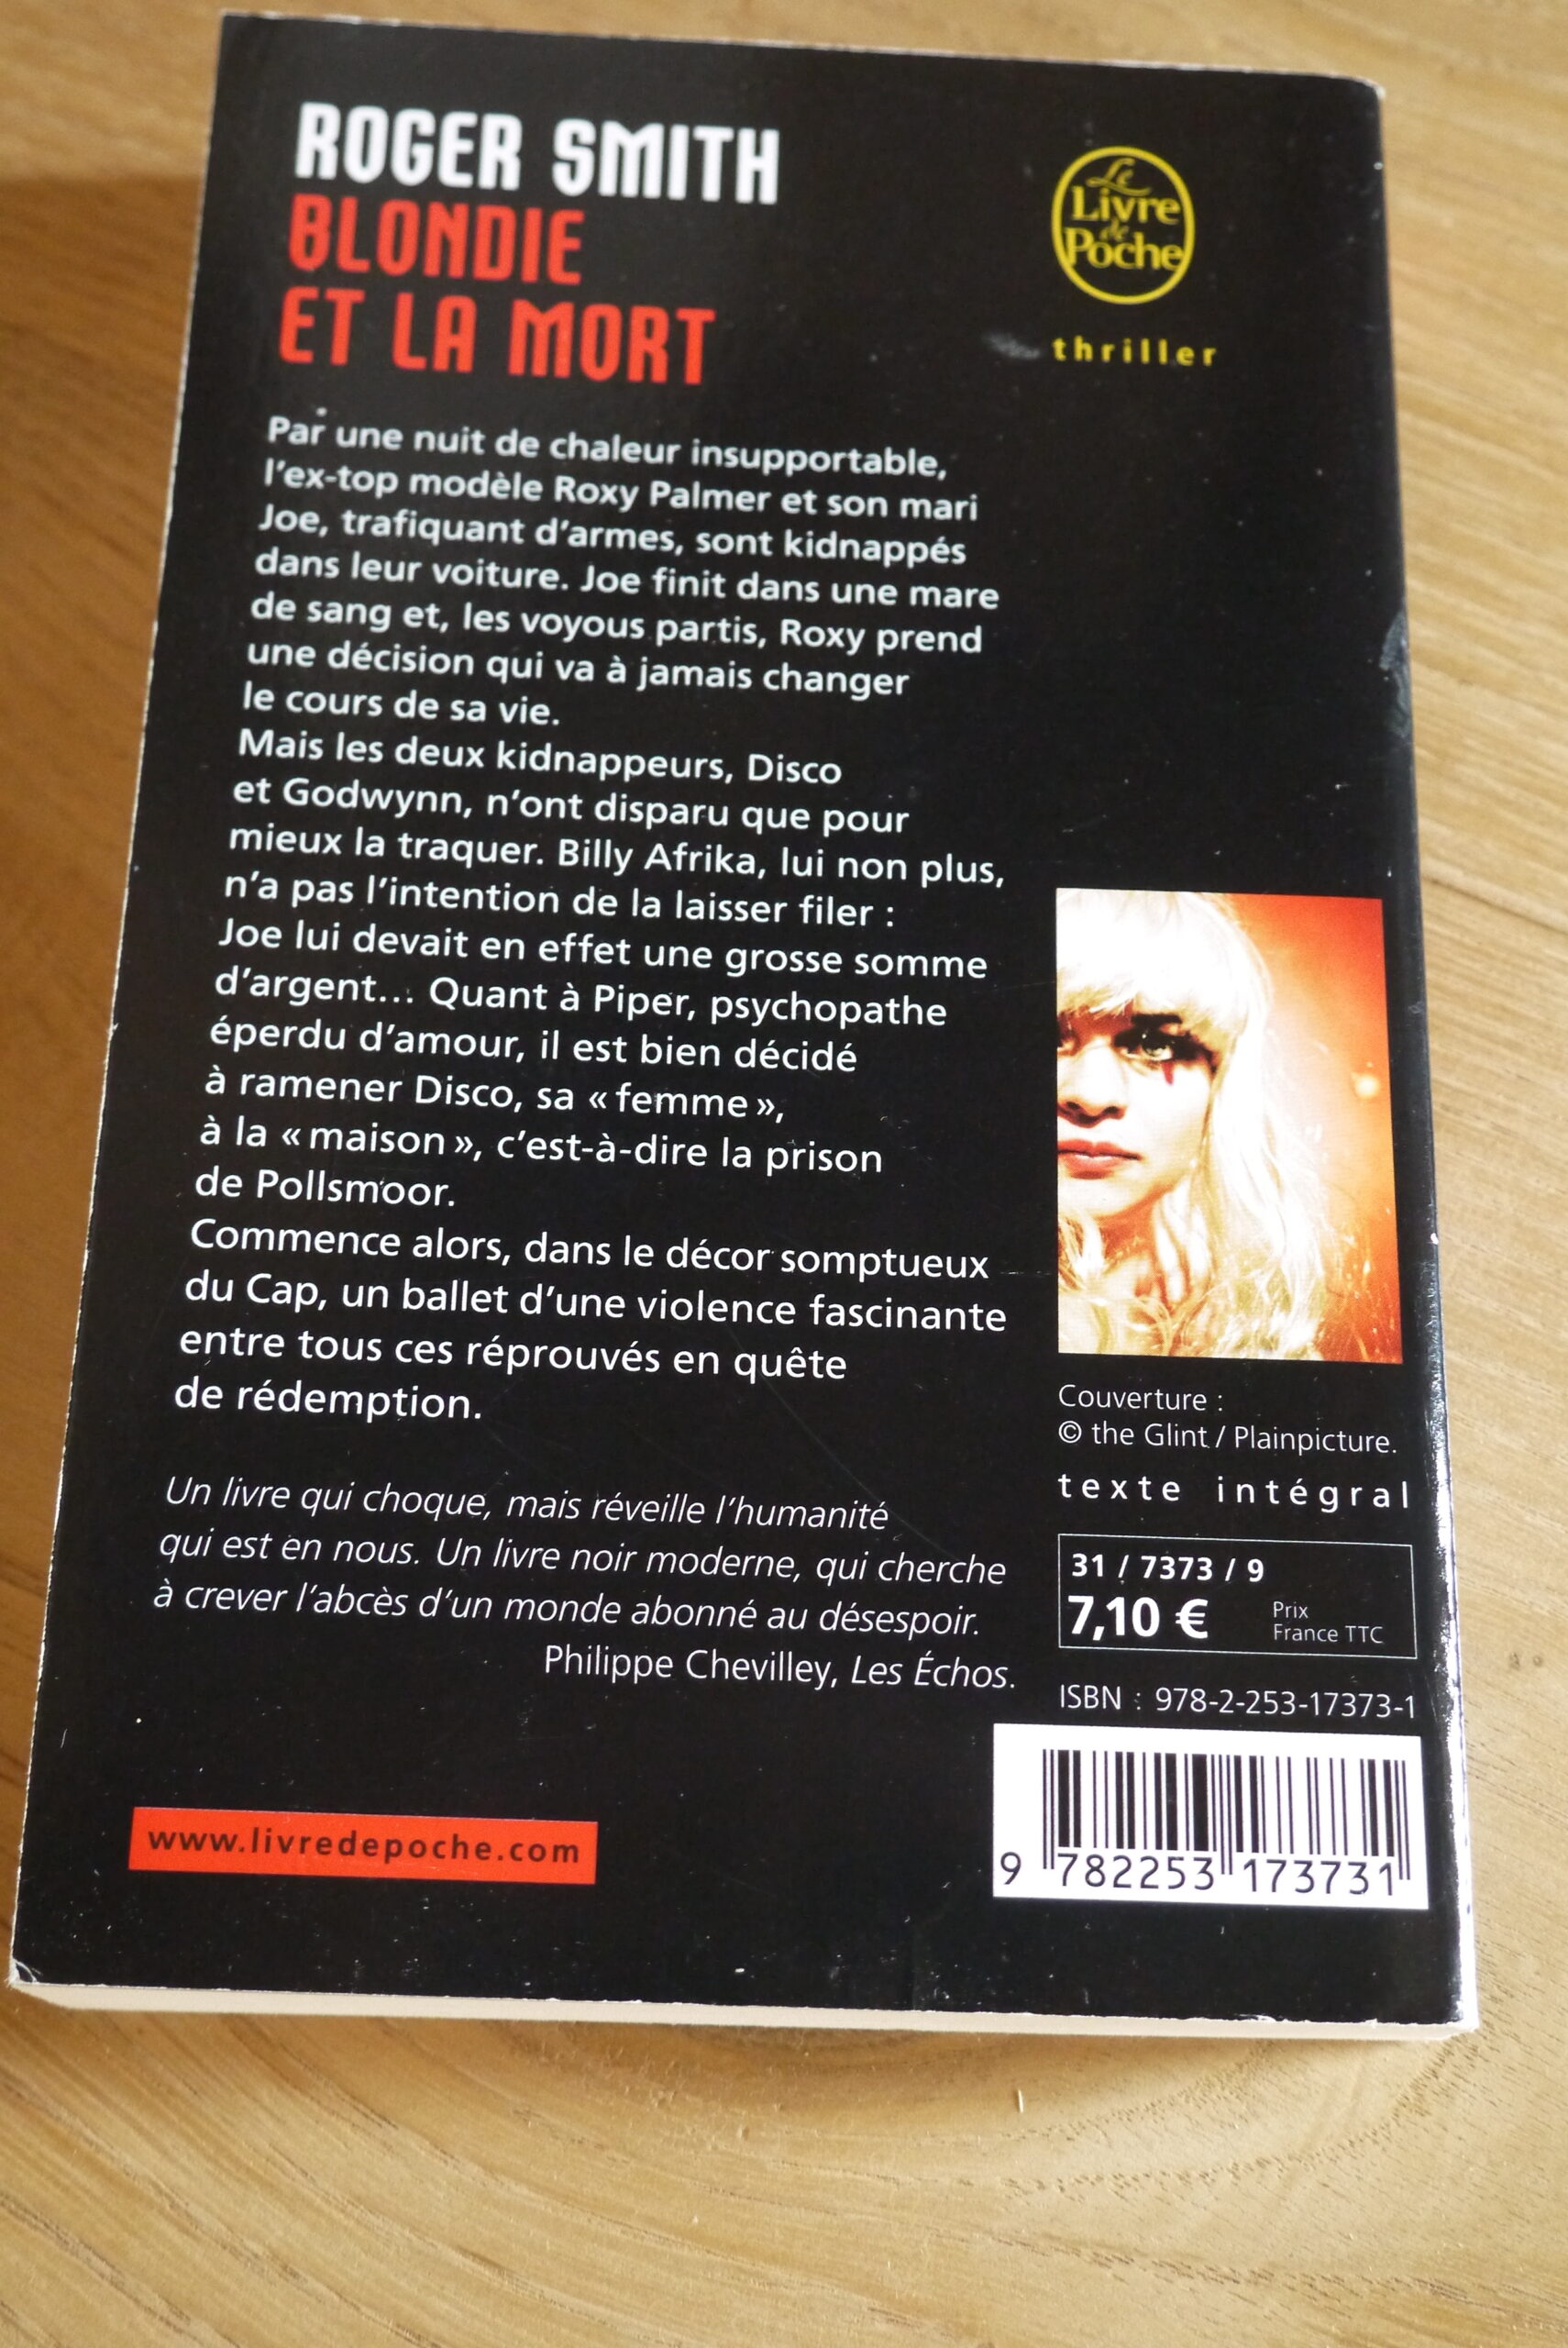 ROGER SMITH
BLONDIE
ET LA MORT
Le
Livre
de
Poche
thriller
Par une nuit de chaleur insupportable,
l'ex-top modèle Roxy Palmer et son mari
Joe, trafiquant d'armes, sont kidnappés
dans leur voiture. Joe finit dans une mare
de sang et, les voyous partis, Roxy prend
une décision qui va à jamais changer
le cours de sa vie.
Mais les deux kidnappeurs, Disco
et Godwynn, n'ont disparu que pour
mieux la traquer. Billy Afrika, lui non plus,
n'a pas l'intention de la laisser filer :
Joe lui devait en effet une grosse somme
d'argent... Quant à Piper, psychopathe
éperdu d'amour, il est bien décidé
à ramener Disco, sa « femme »,
à la « maison », c'est-à-dire la prison
de Pollsmoor.
Commence alors, dans le décor somptueux
du Cap, un ballet d'une violence fascinante
entre tous ces réprouvés en quête
de rédemption.
Un livre qui choque, mais réveille l'humanité
qui est en nous. Un livre noir moderne, qui cherche
à crever l'abcès d'un monde abonné au désespoir.
Philippe Chevilley, Les Échos.
www.livredepoche.com
Couverture :
© the Glint / Plainpicture.
texte intégral
31 / 7373 / 9
7,10 €
Prix
France TTC
ISBN : 978-2-253-17373-1
9 782253 173731